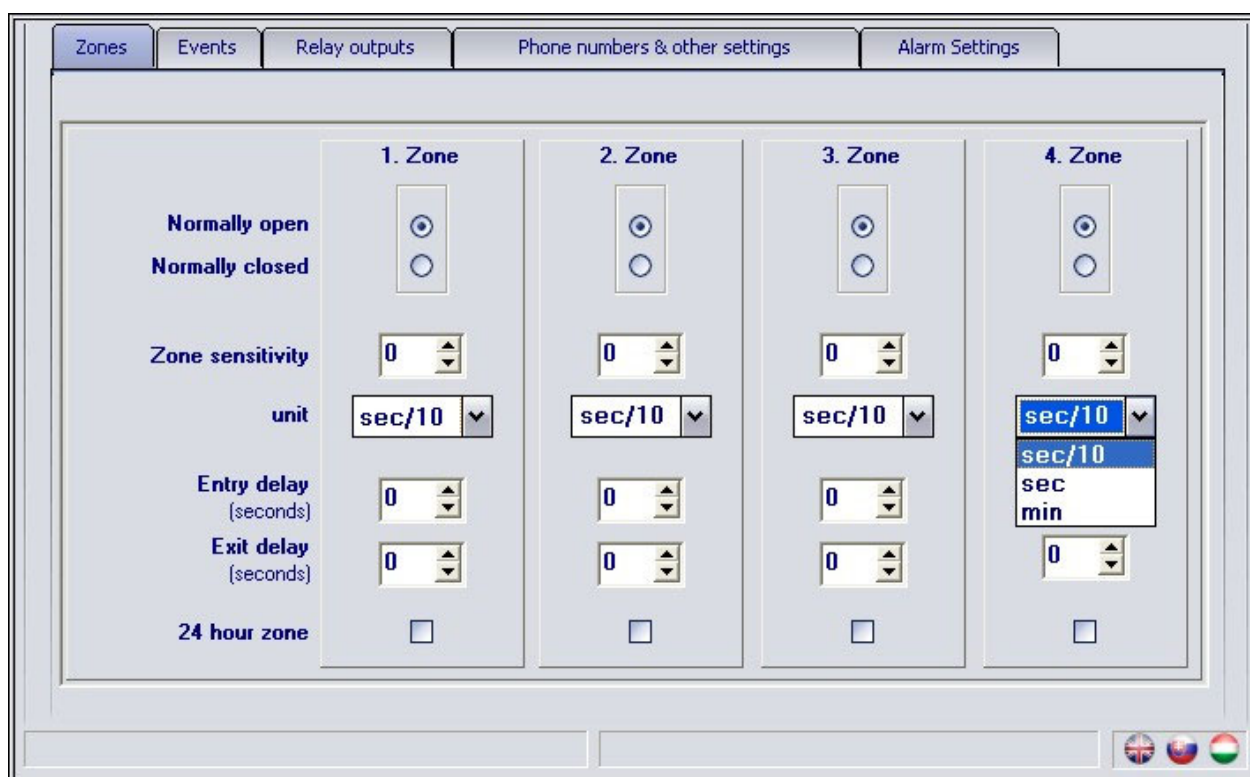 Zones Events Relay outputs Phone numbers & other settings Alarm Settings
1. Zone 2. Zone 3. Zone 4. Zone
Normally open
Normally closed
Zone sensitivity 0 0 0 0
unit sec/10 sec/10 sec/10 sec/10
sec/10
sec
min
Entry delay 0 0 0
(seconds)
Exit delay 0 0 0 0
(seconds)
24 hour zone